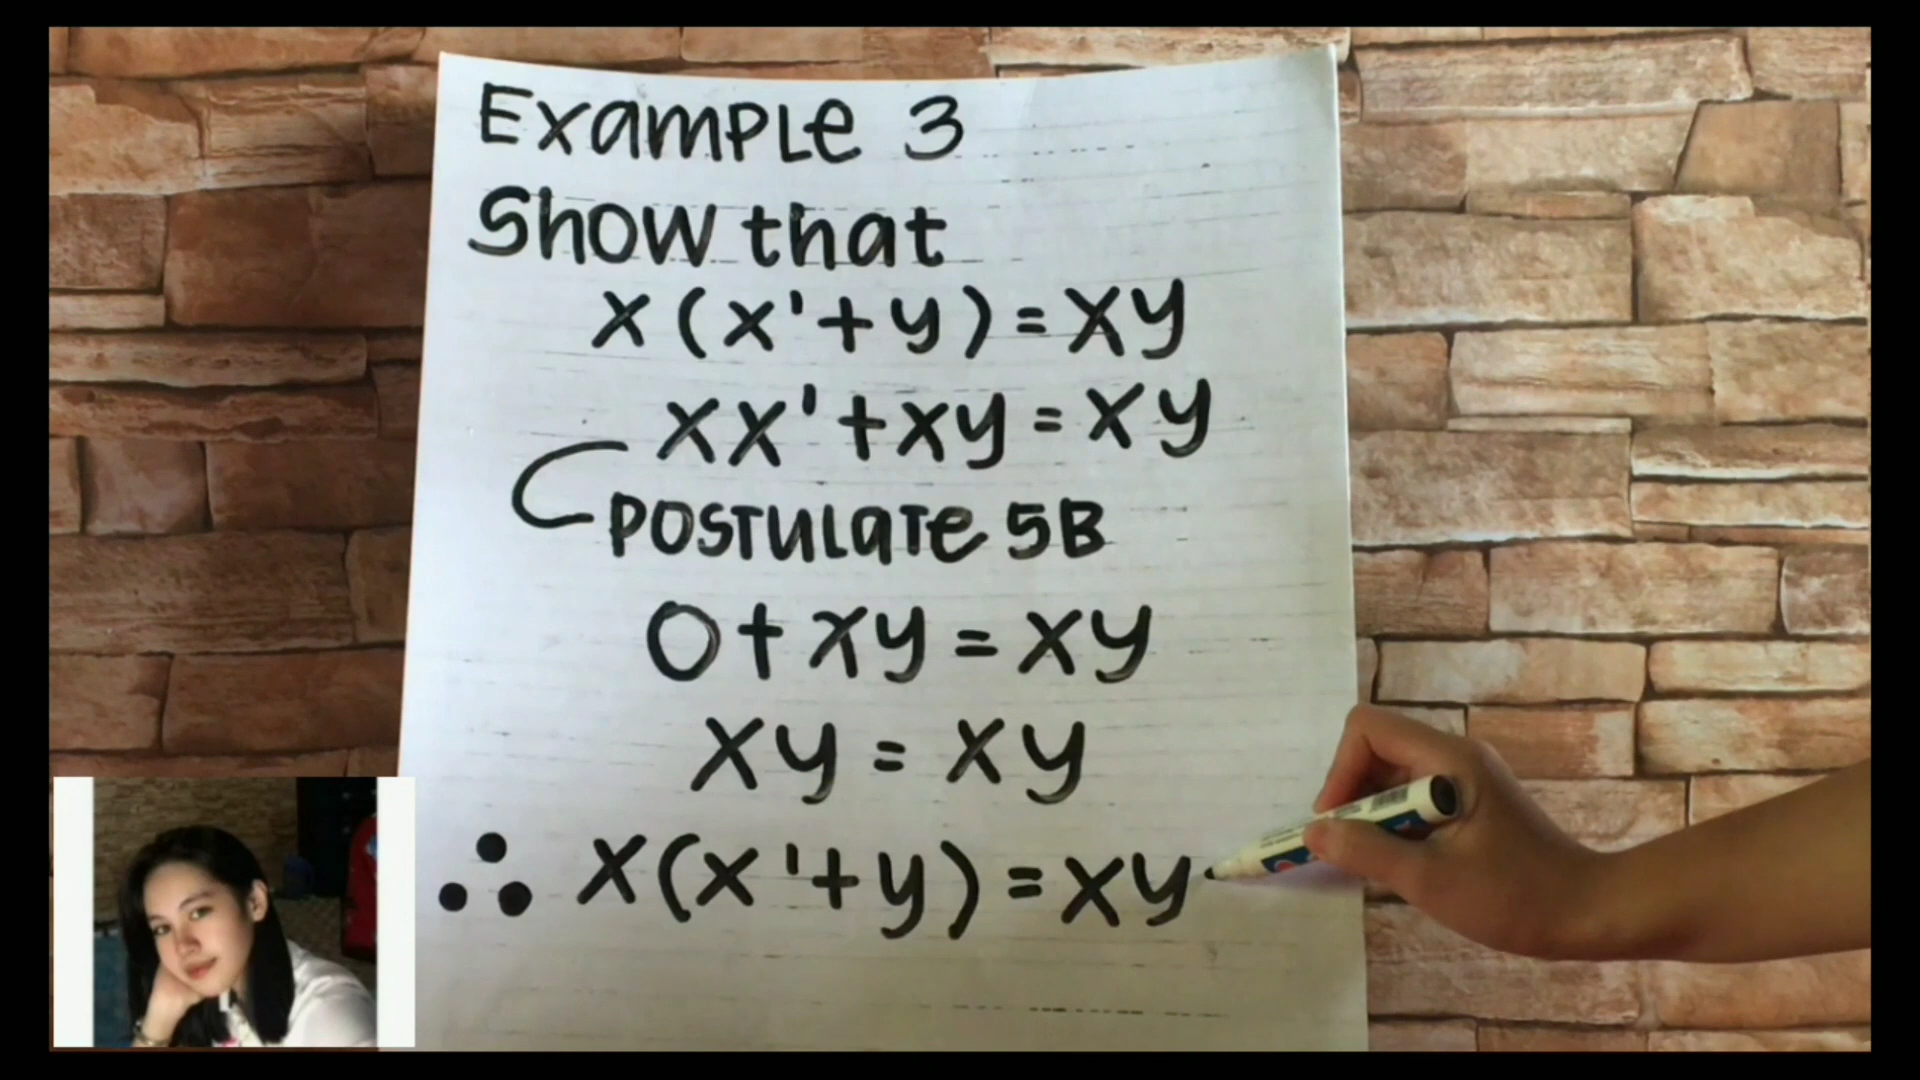 Example 3
Show that
x(x'+y)=xy
xx'+xy=xy
Postulate 5B
0+xy=xy
xy=xy
∴ x(x'+y)=xy